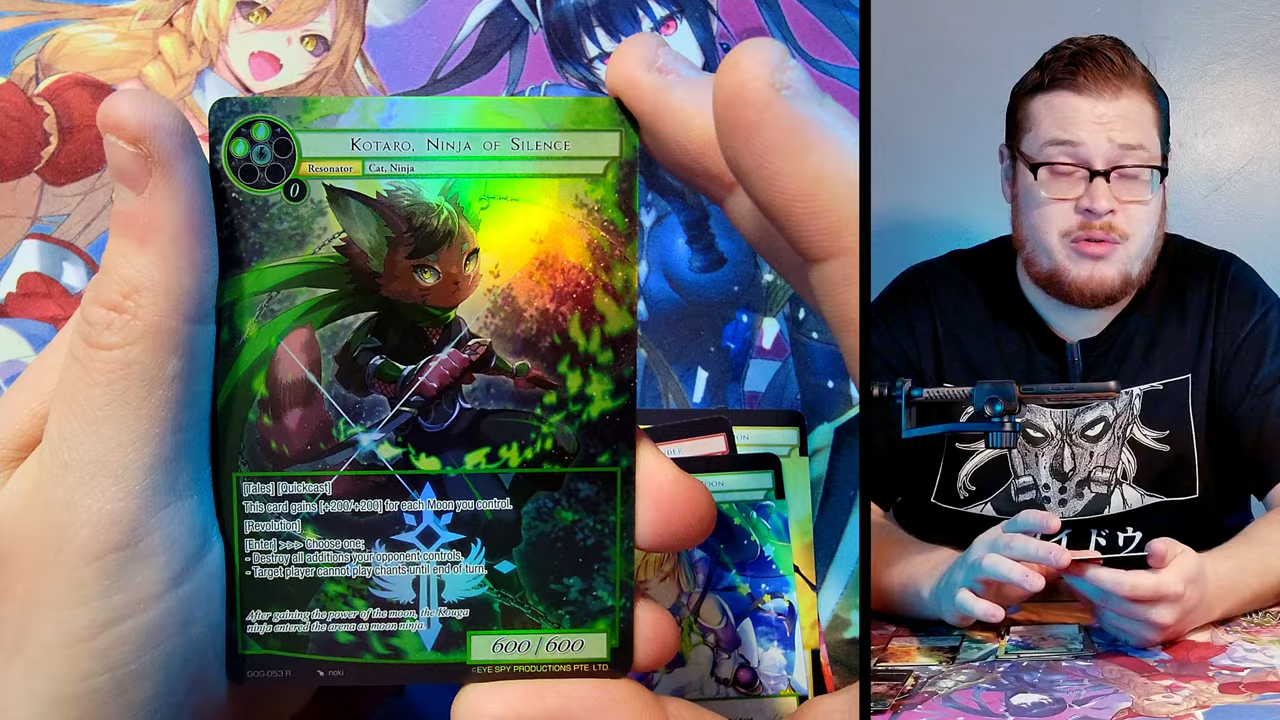 KOTARO, NINJA OF SILENCE
Resonator Cat, Ninja
0
[Tales] [Quickcast]
This card gains [+200/+200] for each Moon you control.
[Revolution]
[Enter] >>> Choose one;
- Destroy all additions your opponent controls.
- Target player cannot play chants until end of turn.
After gaining the power of the moon, the Kouga
ninja entered the arena as moon ninja.
600/600
GOG-053 R noki
©EYE SPY PRODUCTIONS PTE. LTD.
イドウ